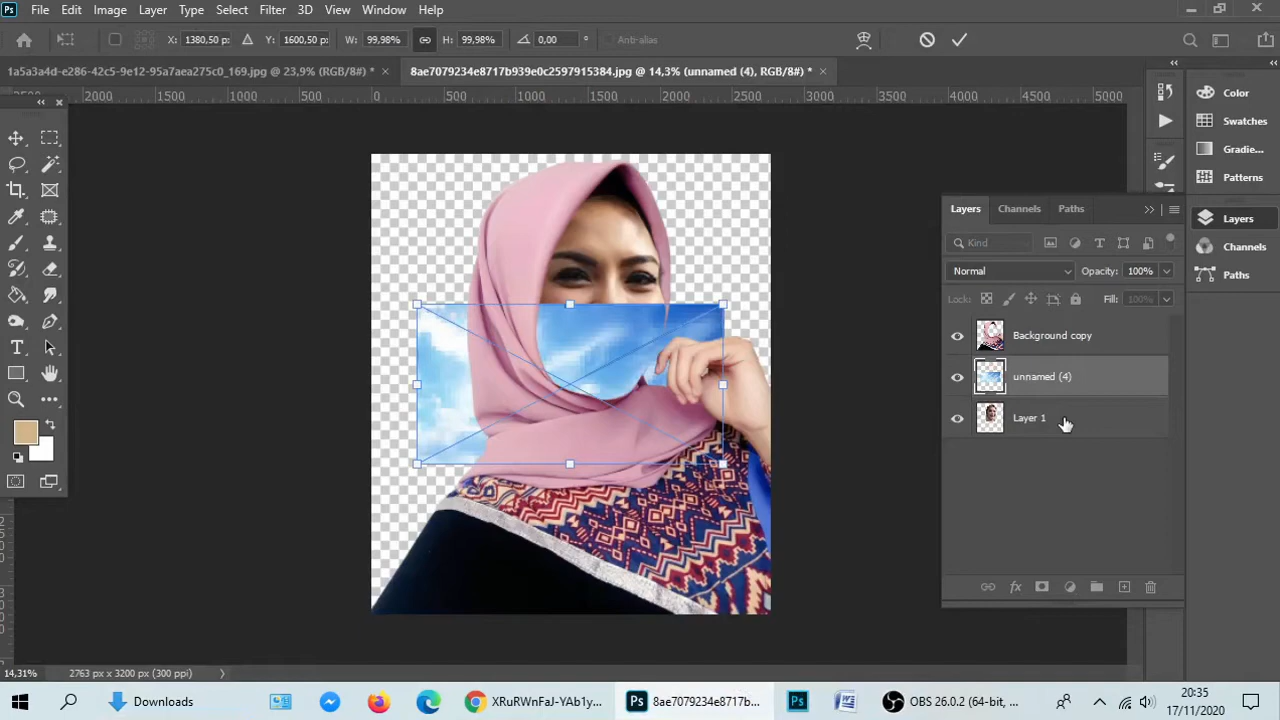 Ps File Edit Image Layer Type Select Filter 3D View Window Help
X: 1380,50 px Y: 1600,50 px W: 99,98% H: 99,98% 0,00 ° Anti-alias
1a5a3a4d-e286-42c5-9e12-95a7aea275c0_169.jpg @ 23,9% (RGB/8#) * × 8ae7079234e8717b939e0c2597915384.jpg @ 14,3% (unnamed (4), RGB/8#) * ×
2000 1500 1000 500 0 500 1000 1500 2000 2500 3000 3500 4000 4500 5000
Color
Swatches
Gradie...
Patterns
Layers
Channels
Paths
Layers Channels Paths
Kind
Normal Opacity: 100%
Lock: Fill: 100%
Background copy
unnamed (4)
Layer 1
fx
14,31% 2763 px x 3200 px (300 ppi)
Downloads XRuRWnFaJ-YAb1y... Ps 8ae7079234e8717b... Ps OBS 26.0.2 (64-bit, ... 20:35
17/11/2020